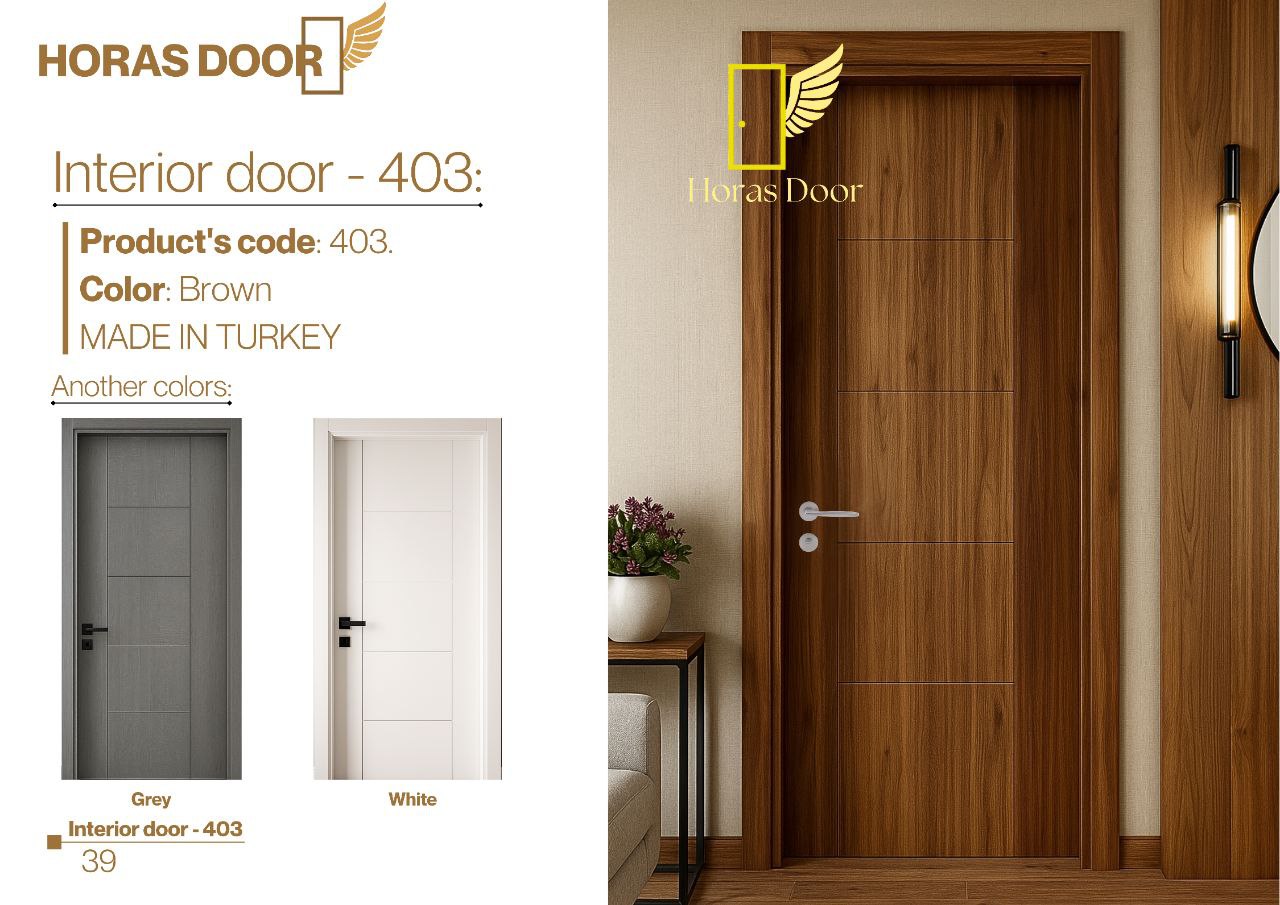 HORAS DOOR
Interior door - 403:
Product's code: 403.
Color: Brown
MADE IN TURKEY
Another colors:
Grey
White
Interior door - 403
39
Horas Door